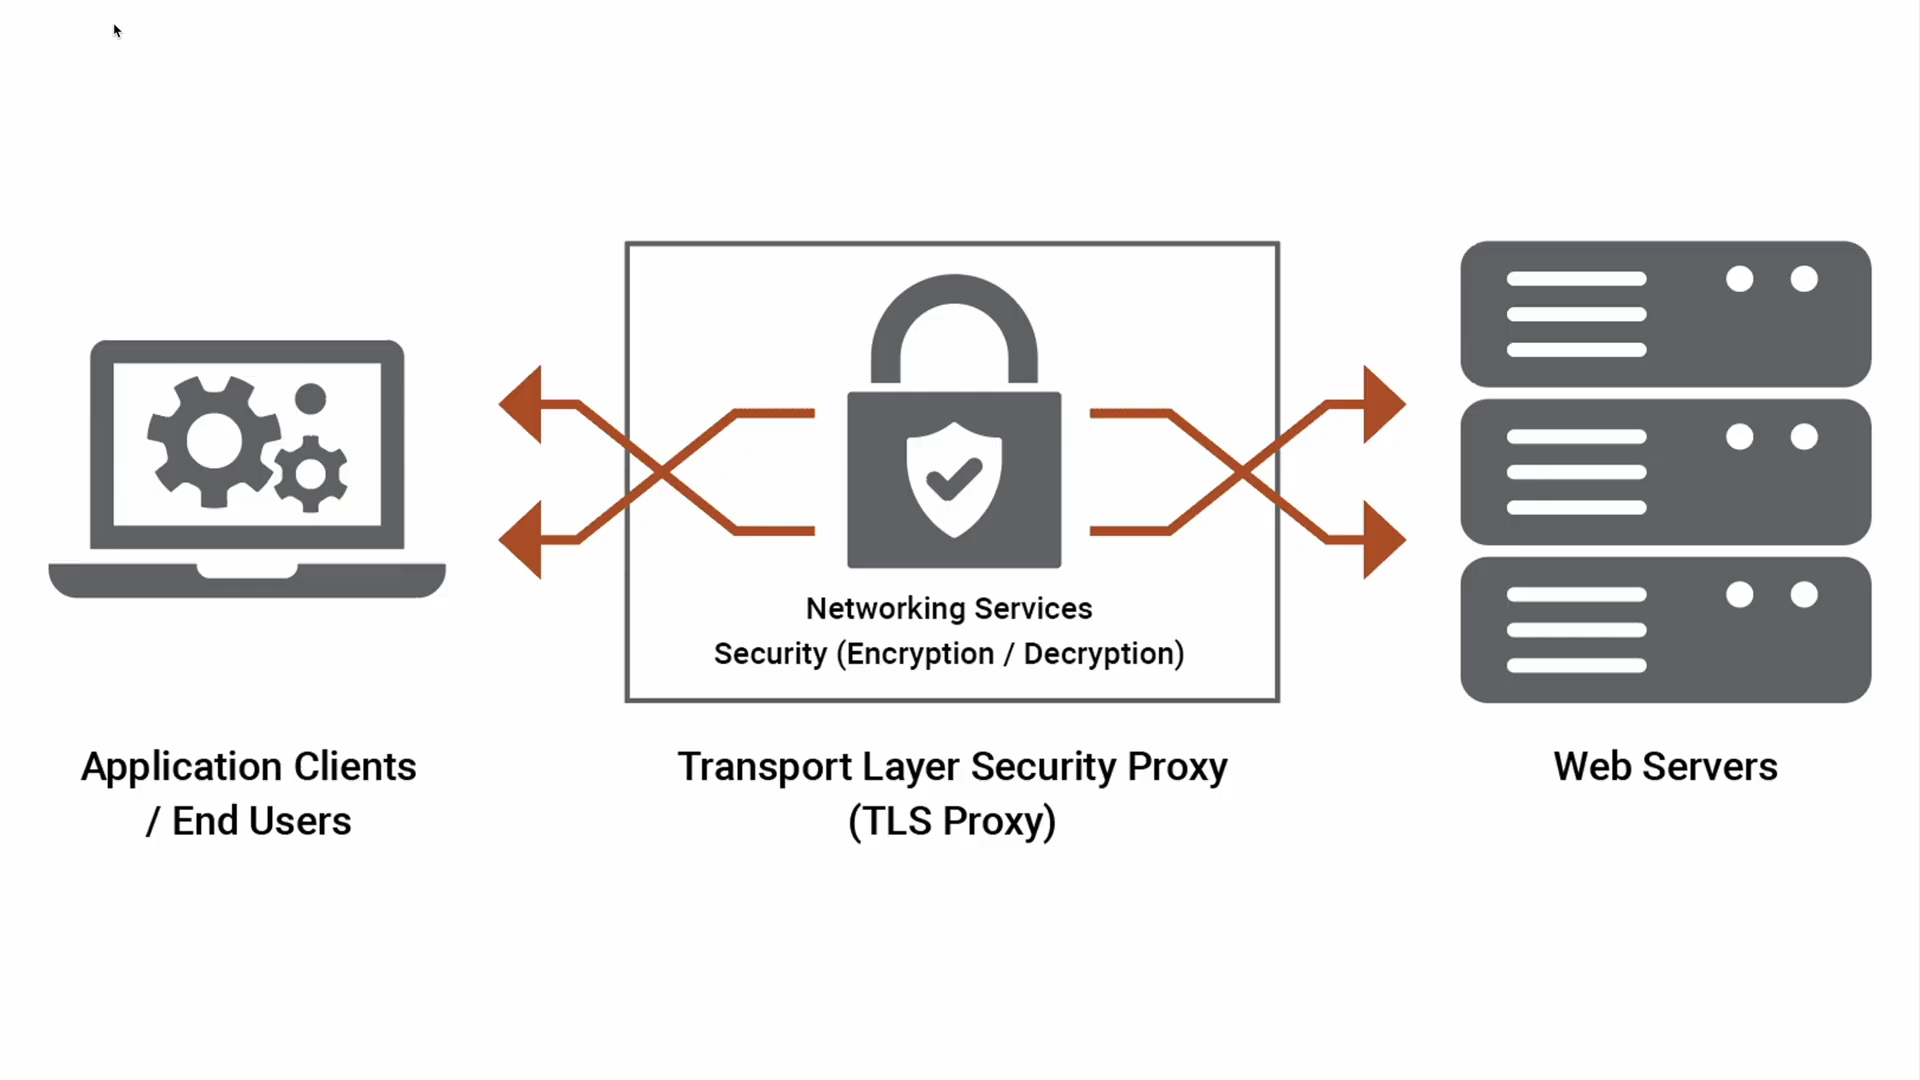 Networking Services
Security (Encryption / Decryption)
Application Clients
/ End Users
Transport Layer Security Proxy
(TLS Proxy)
Web Servers